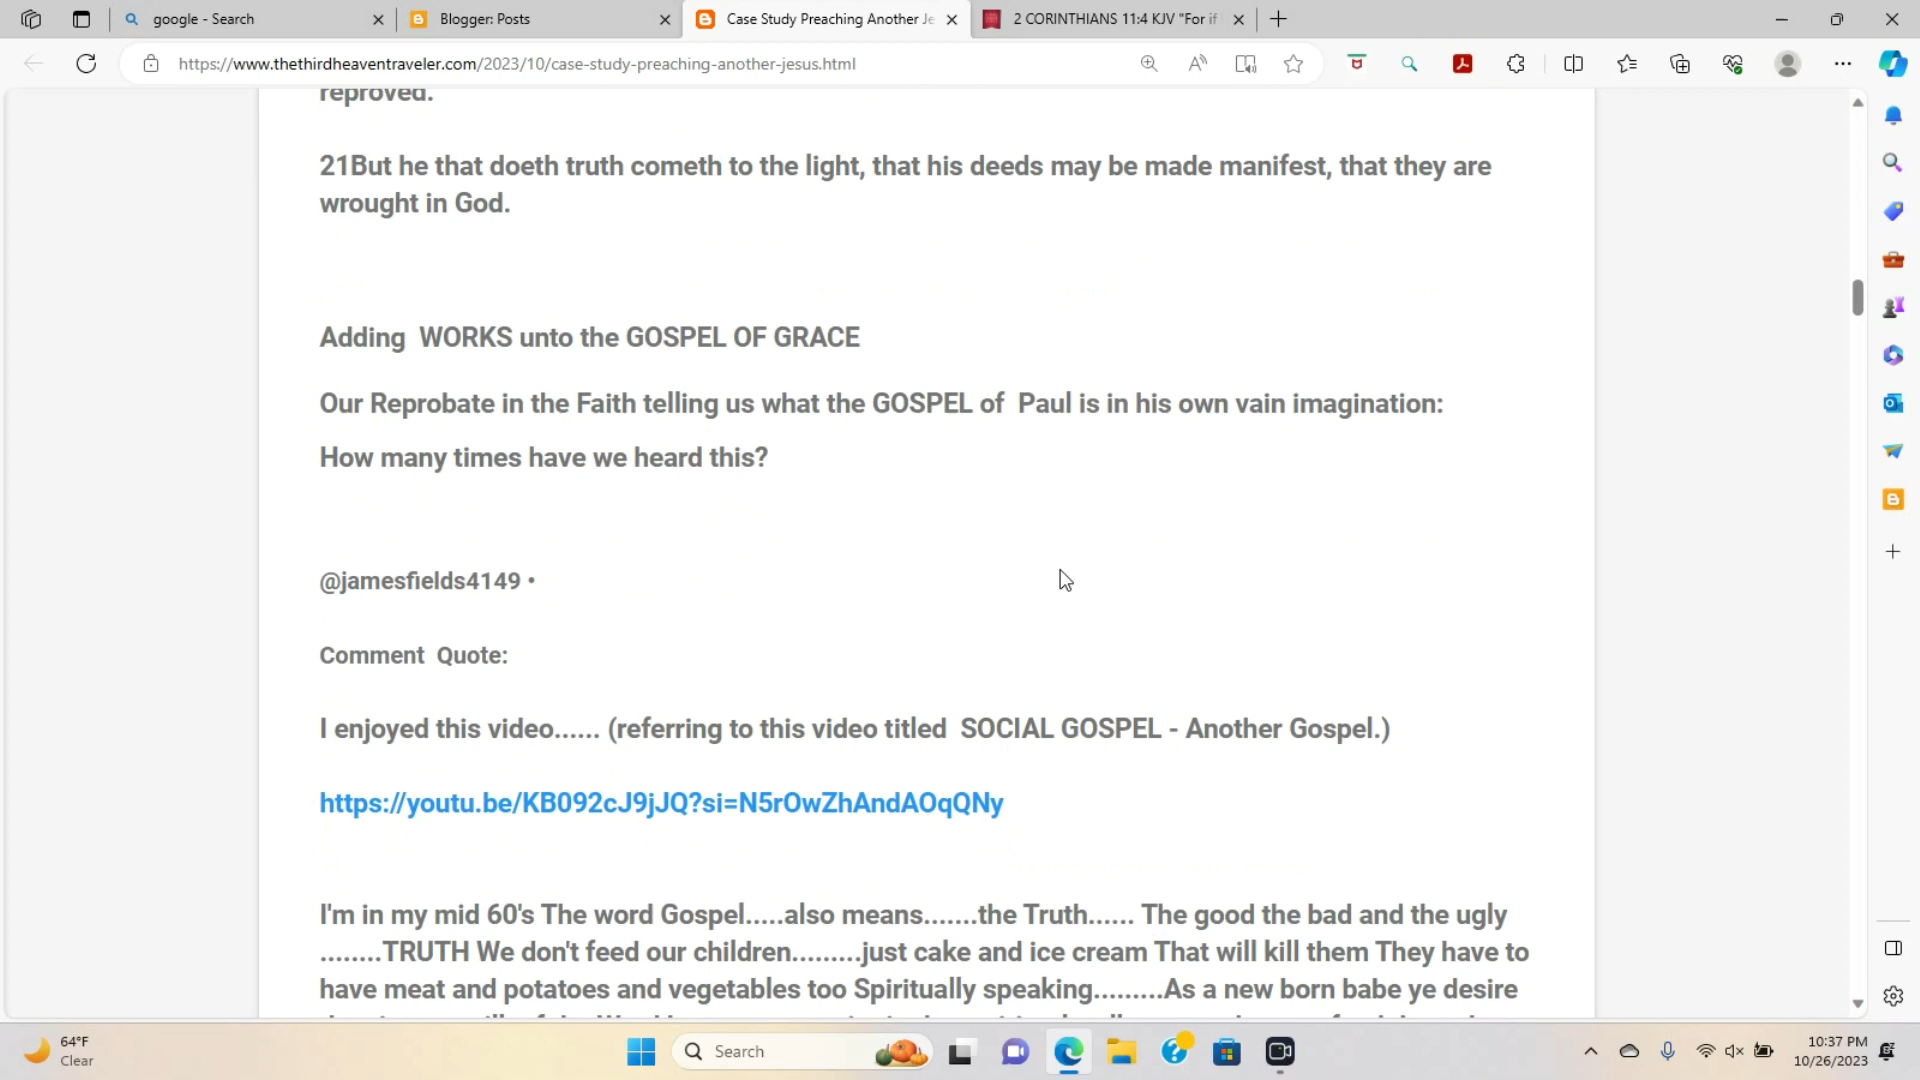 google - Search
Blogger: Posts
Case Study Preaching Another Je
2 CORINTHIANS 11:4 KJV "For if
https://www.thethirdheaventraveler.com/2023/10/case-study-preaching-another-jesus.html
reproved.
21But he that doeth truth cometh to the light, that his deeds may be made manifest, that they are
wrought in God.
Adding WORKS unto the GOSPEL OF GRACE
Our Reprobate in the Faith telling us what the GOSPEL of Paul is in his own vain imagination:
How many times have we heard this?
@jamesfields4149 •
Comment Quote:
I enjoyed this video...... (referring to this video titled SOCIAL GOSPEL - Another Gospel.)
https://youtu.be/KB092cJ9jJQ?si=N5rOwZhAndAOqQNy
I'm in my mid 60's The word Gospel.....also means.......the Truth...... The good the bad and the ugly
........TRUTH We don't feed our children.........just cake and ice cream That will kill them They have to
have meat and potatoes and vegetables too Spiritually speaking.........As a new born babe ye desire
64°F
Clear
Search
10:37 PM
10/26/2023